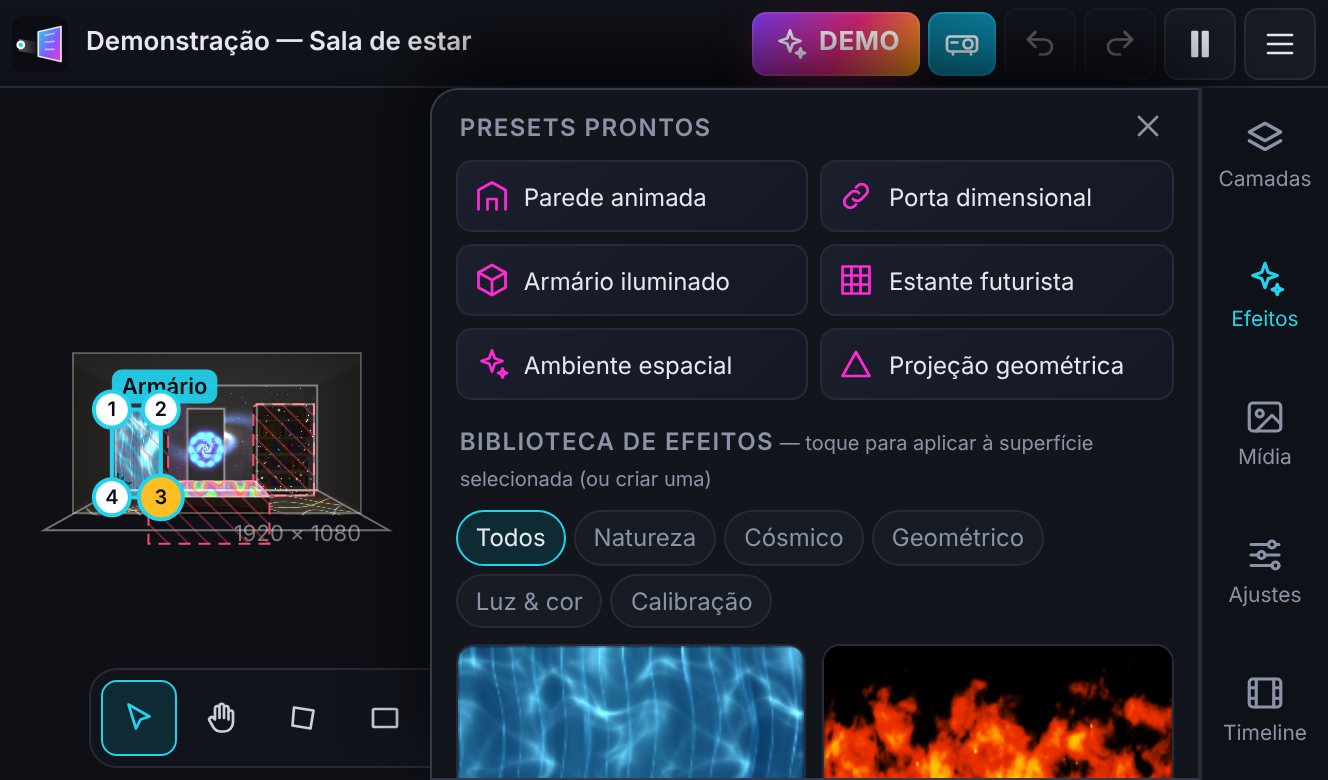 Demonstração — Sala de estar
DEMO
PRESETS PRONTOS
Parede animada
Porta dimensional
Armário iluminado
Estante futurista
Ambiente espacial
Projeção geométrica
BIBLIOTECA DE EFEITOS — toque para aplicar à superfície
selecionada (ou criar uma)
Todos
Natureza
Cósmico
Geométrico
Luz & cor
Calibração
Armário
1
2
4
3
1920 × 1080
Camadas
Efeitos
Mídia
Ajustes
Timeline